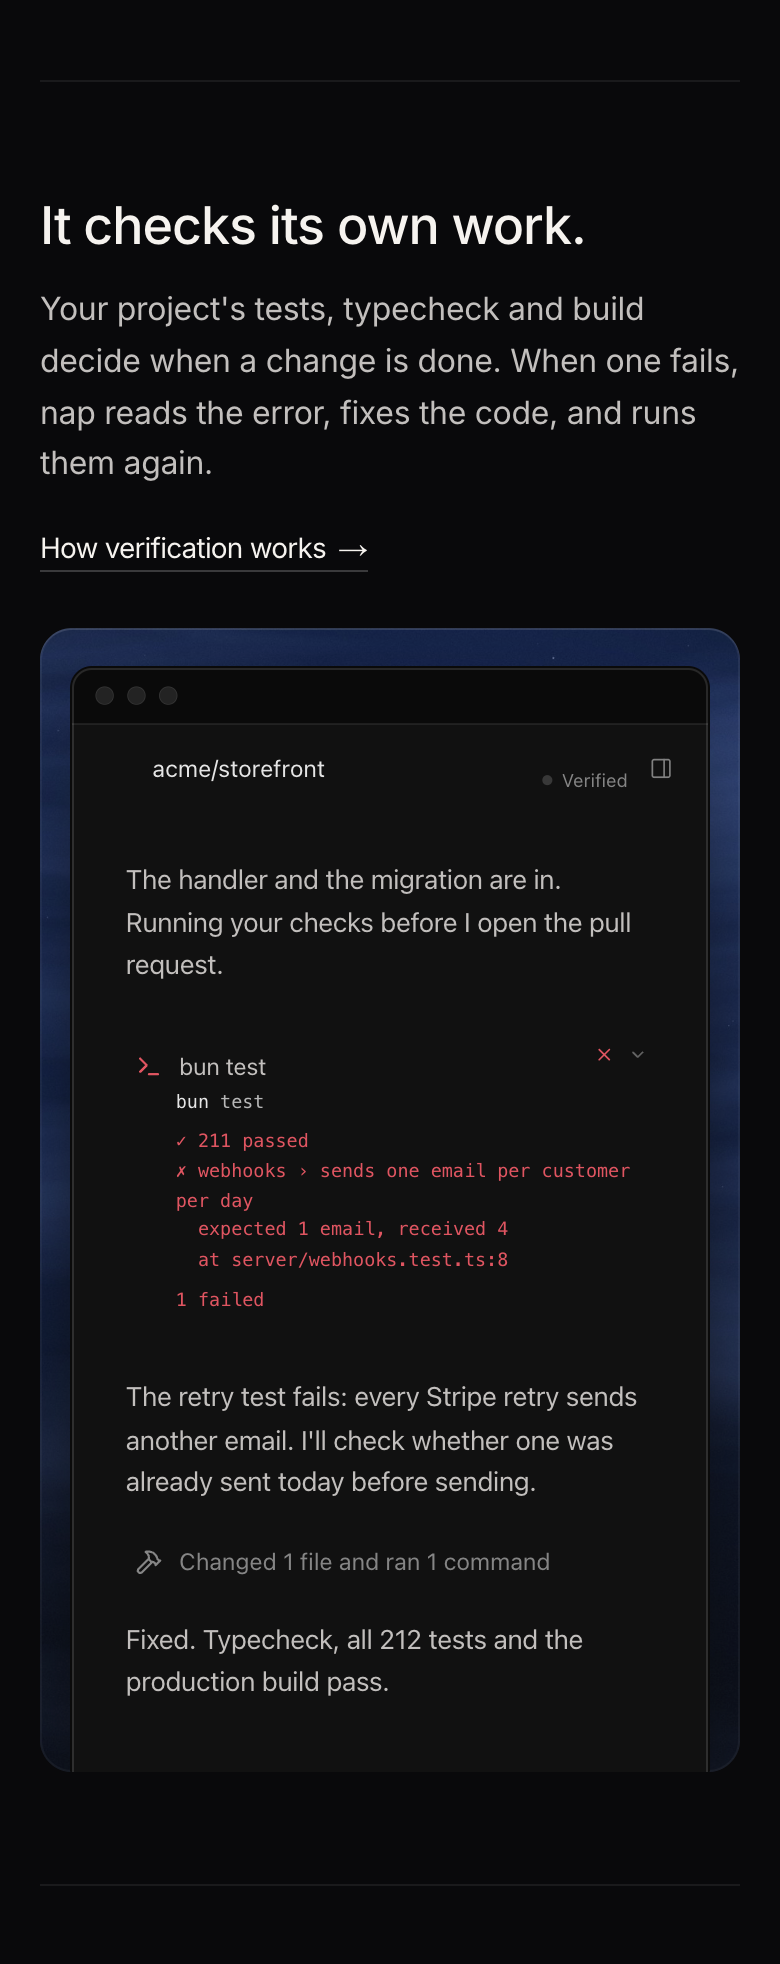 It checks its own work.
Your project's tests, typecheck and build
decide when a change is done. When one fails,
nap reads the error, fixes the code, and runs
them again.
How verification works →
acme/storefront
Verified
The handler and the migration are in.
Running your checks before I open the pull
request.
bun test
bun test
✓ 211 passed
✗ webhooks › sends one email per customer
per day
expected 1 email, received 4
at server/webhooks.test.ts:8
1 failed
The retry test fails: every Stripe retry sends
another email. I'll check whether one was
already sent today before sending.
Changed 1 file and ran 1 command
Fixed. Typecheck, all 212 tests and the
production build pass.